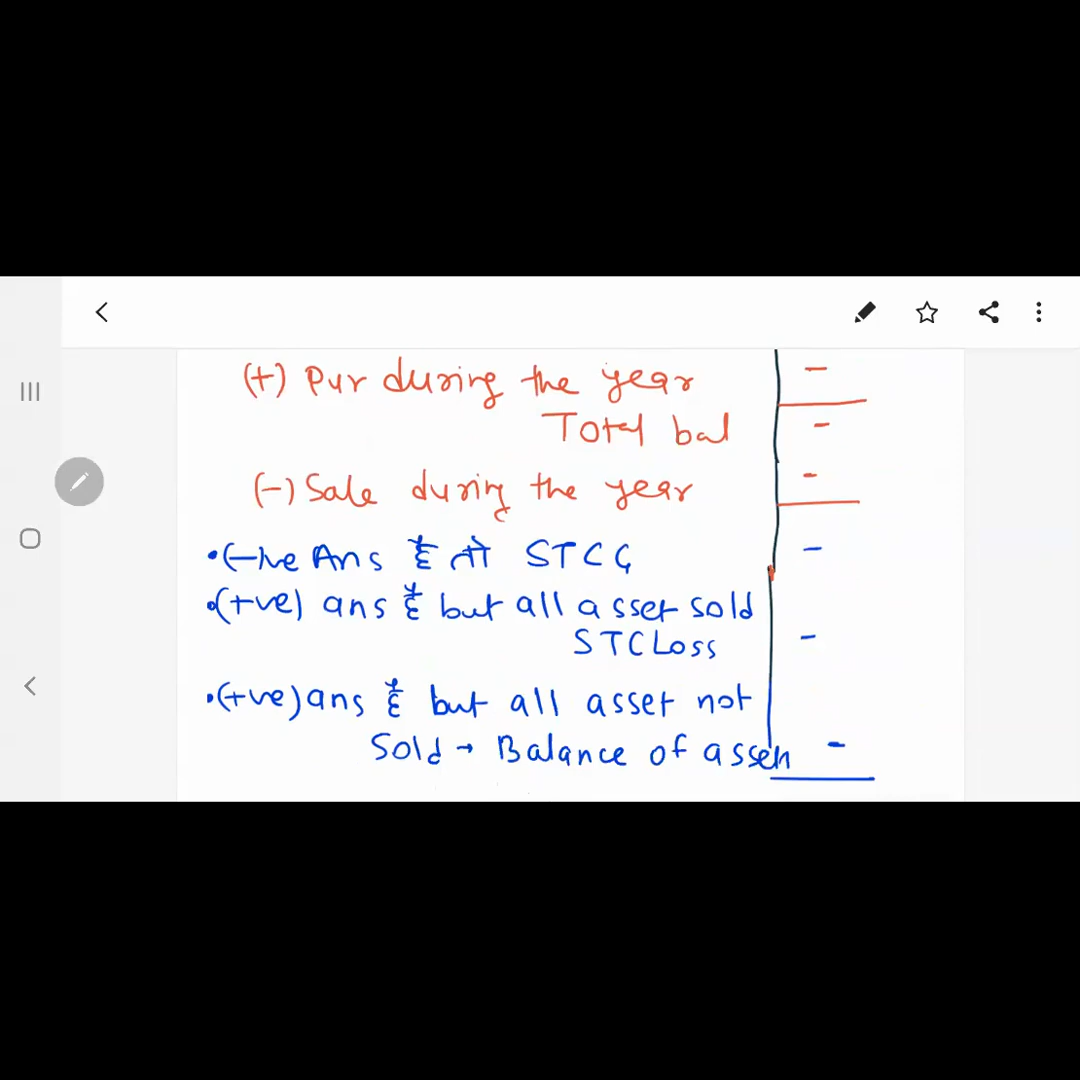 (+) Pur during the year -
Total bal -
(-) Sale during the year -
•(-)ve Ans है तो STCG -
•(+ve) ans है but all asset sold
STCLoss -
•(+ve) ans है but all asset not
Sold → Balance of asset -